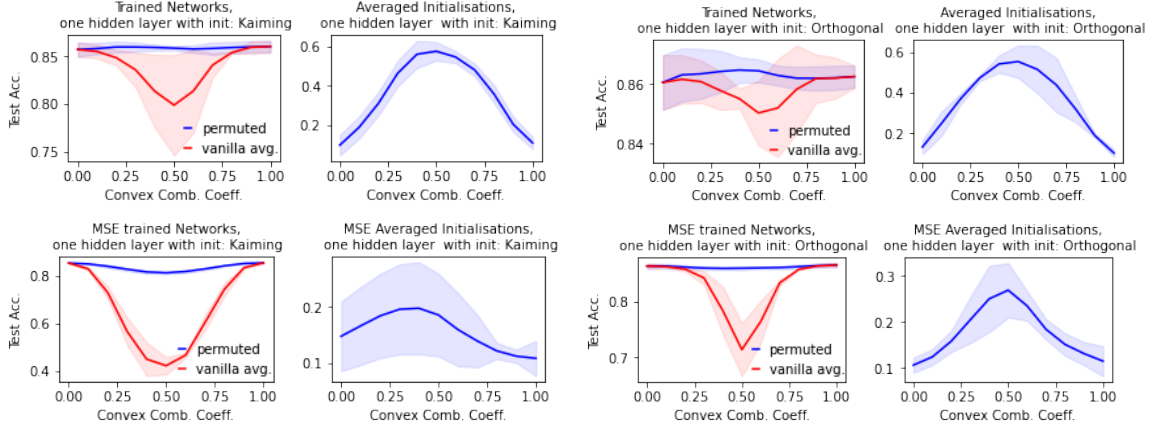 Trained Networks,
one hidden layer with init: Kaiming
0.85
0.80
0.75
Test Acc.
permuted
vanilla avg.
0.00 0.25 0.50 0.75 1.00
Convex Comb. Coeff.
Averaged Initialisations,
one hidden layer with init: Kaiming
0.6
0.4
0.2
0.00 0.25 0.50 0.75 1.00
Convex Comb. Coeff.
Trained Networks,
one hidden layer with init: Orthogonal
0.86
0.84
Test Acc.
permuted
vanilla avg.
0.00 0.25 0.50 0.75 1.00
Convex Comb. Coeff.
Averaged Initialisations,
one hidden layer with init: Orthogonal
0.6
0.4
0.2
0.00 0.25 0.50 0.75 1.00
Convex Comb. Coeff.
MSE trained Networks,
one hidden layer with init: Kaiming
0.8
0.6
0.4
Test Acc.
permuted
vanilla avg.
0.00 0.25 0.50 0.75 1.00
Convex Comb. Coeff.
MSE Averaged Initialisations,
one hidden layer with init: Kaiming
0.2
0.1
0.00 0.25 0.50 0.75 1.00
Convex Comb. Coeff.
MSE trained Networks,
one hidden layer with init: Orthogonal
0.8
0.7
Test Acc.
permuted
vanilla avg.
0.00 0.25 0.50 0.75 1.00
Convex Comb. Coeff.
MSE Averaged Initialisations,
one hidden layer with init: Orthogonal
0.3
0.2
0.1
0.00 0.25 0.50 0.75 1.00
Convex Comb. Coeff.